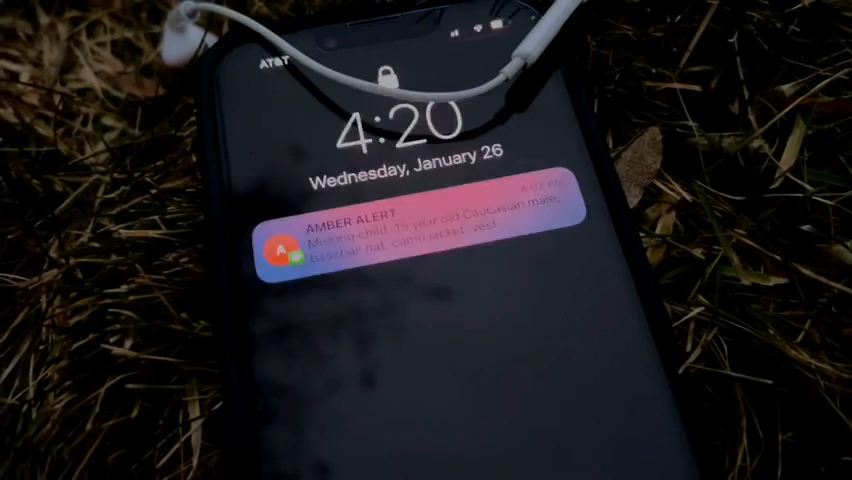 AT&T
4:20
Wednesday, January 26
AMBER ALERT
Missing child. 15 year old Caucasian male,
baseball hat, camo jacket, vest
A